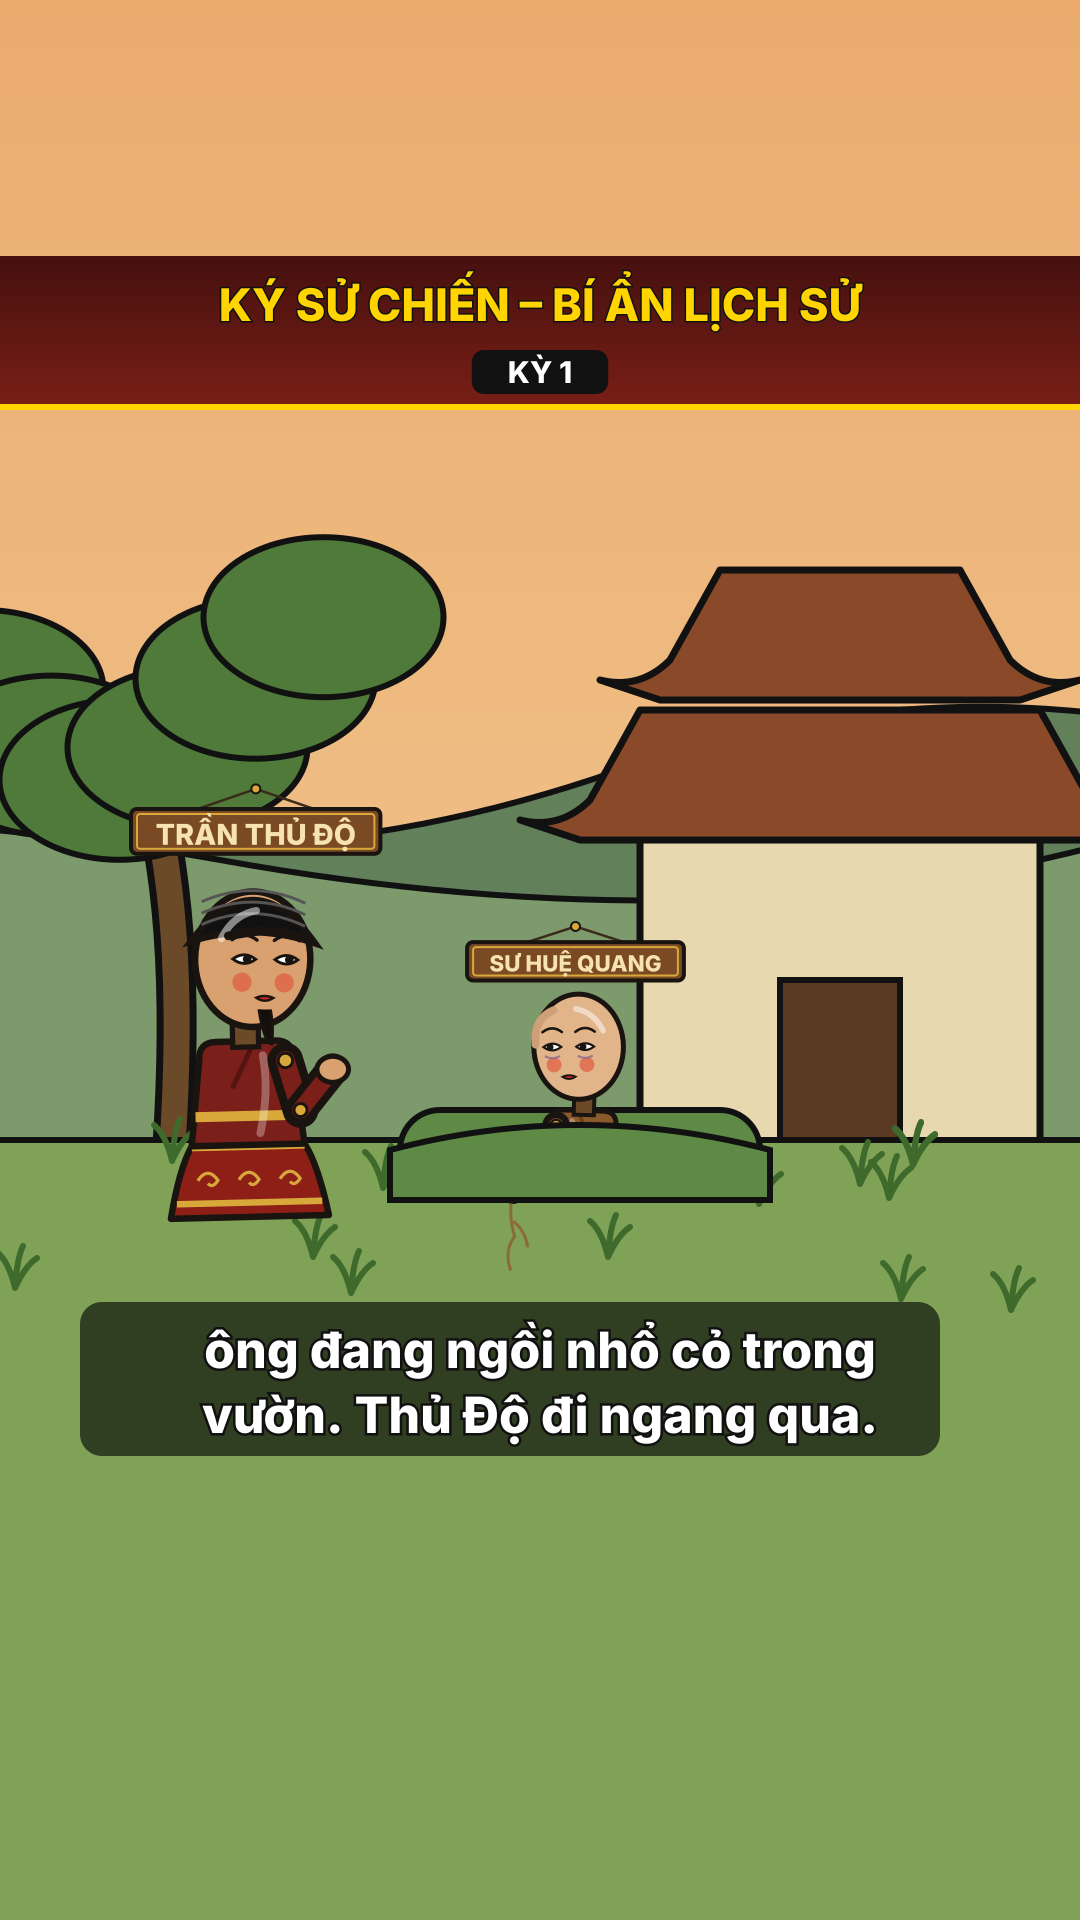 KÝ SỬ CHIẾN – BÍ ẨN LỊCH SỬ
KỲ 1
TRẦN THỦ ĐỘ
SƯ HUỆ QUANG
ông đang ngồi nhổ cỏ trong
vườn. Thủ Độ đi ngang qua.